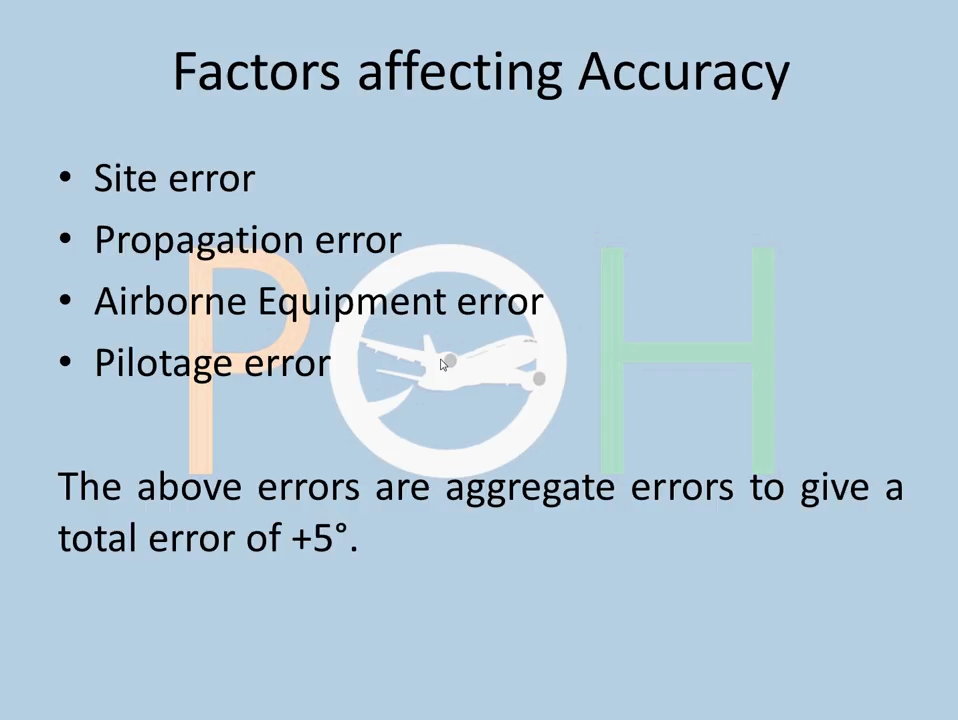 Factors affecting Accuracy
• Site error
• Propagation error
• Airborne Equipment error
• Pilotage error
POH
The above errors are aggregate errors to give a
total error of +5°.